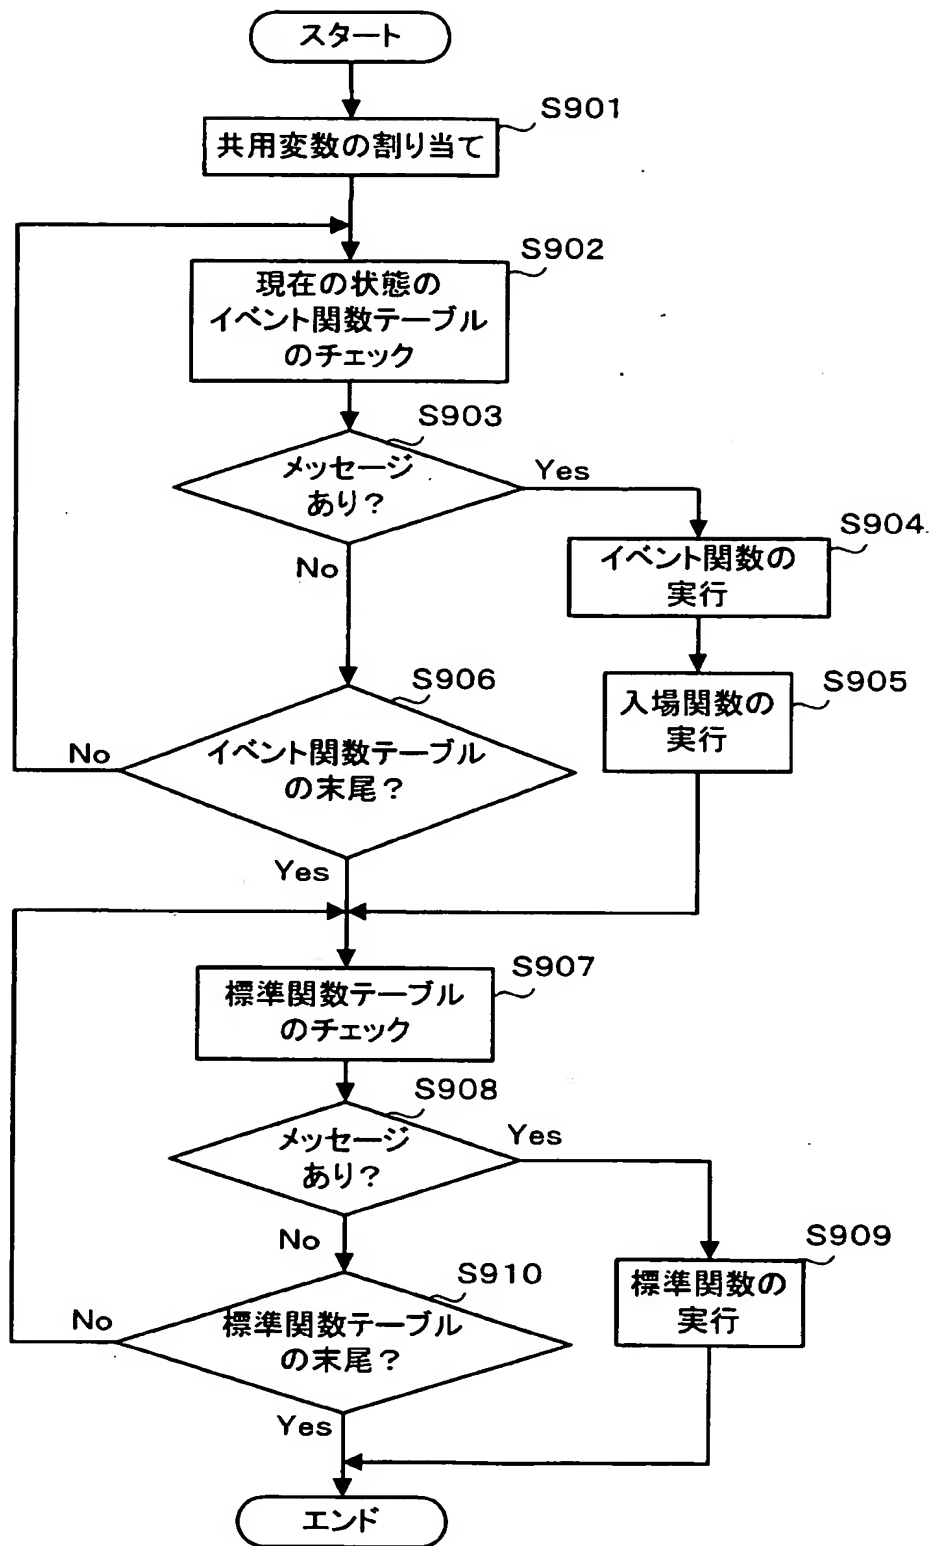 スタート
S901
共用変数の割り当て
S902
現在の状態の
イベント関数テーブル
のチェック
S903
メッセージ
あり？
Yes
No
S904
イベント関数の
実行
S905
入場関数の
実行
S906
イベント関数テーブル
の末尾？
No
Yes
S907
標準関数テーブル
のチェック
S908
メッセージ
あり？
Yes
No
S909
標準関数の
実行
S910
標準関数テーブル
の末尾？
No
Yes
エンド